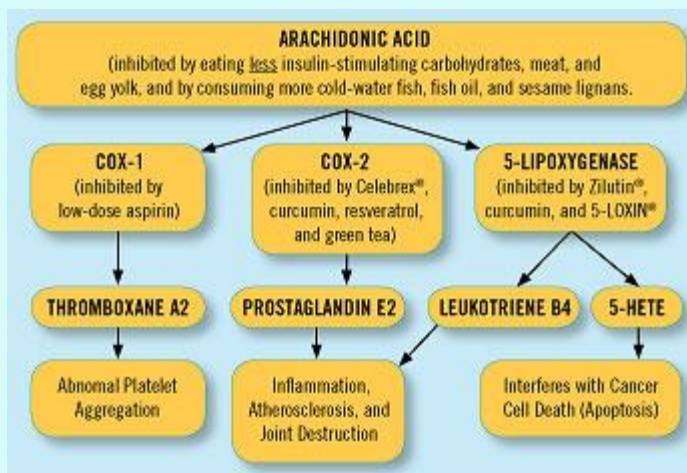 ARACHIDONIC ACID
(inhibited by eating less insulin-stimulating carbohydrates, meat, and
egg yolk, and by consuming more cold-water fish, fish oil, and sesame lignans.
COX-1
(inhibited by
low-dose aspirin)
COX-2
(inhibited by Celebrex®,
curcumin, resveratrol,
and green tea)
5-LIPOXYGENASE
(inhibited by Zilutin®,
curcumin, and 5-LOXIN®
THROMBOXANE A2
PROSTAGLANDIN E2
LEUKOTRIENE B4
5-HETE
Abnomal Platelet
Aggregation
Inflammation,
Atherosclerosis, and
Joint Destruction
Interferes with Cancer
Cell Death (Apoptosis)